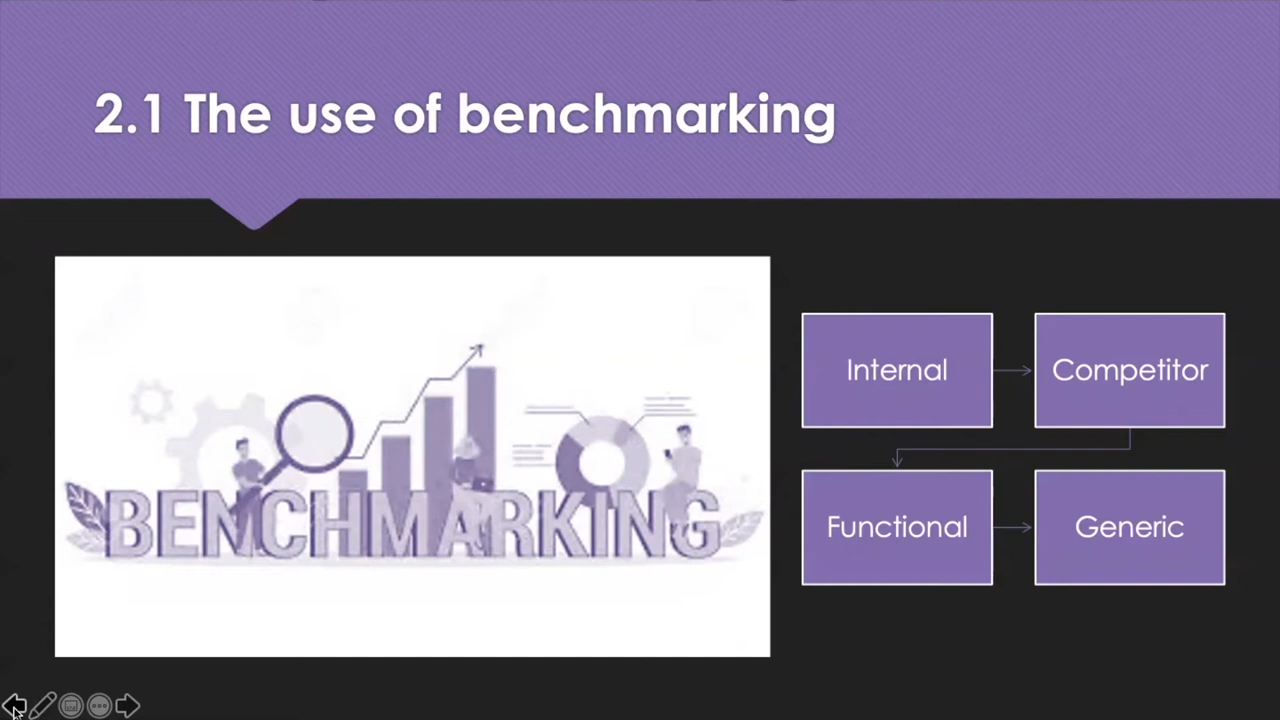 2.1 The use of benchmarking
BENCHMARKING
Internal
Competitor
Functional
Generic